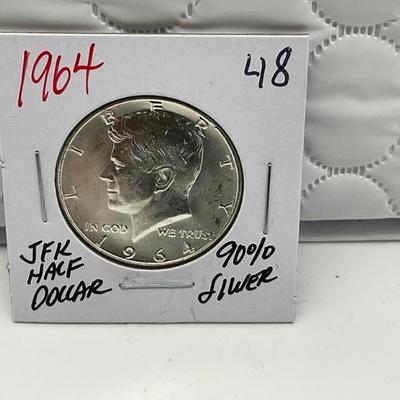 1964 48
LIBERTY
IN GOD WE TRUST
1964
JFK
HALF
DOLLAR
90%
SILVER